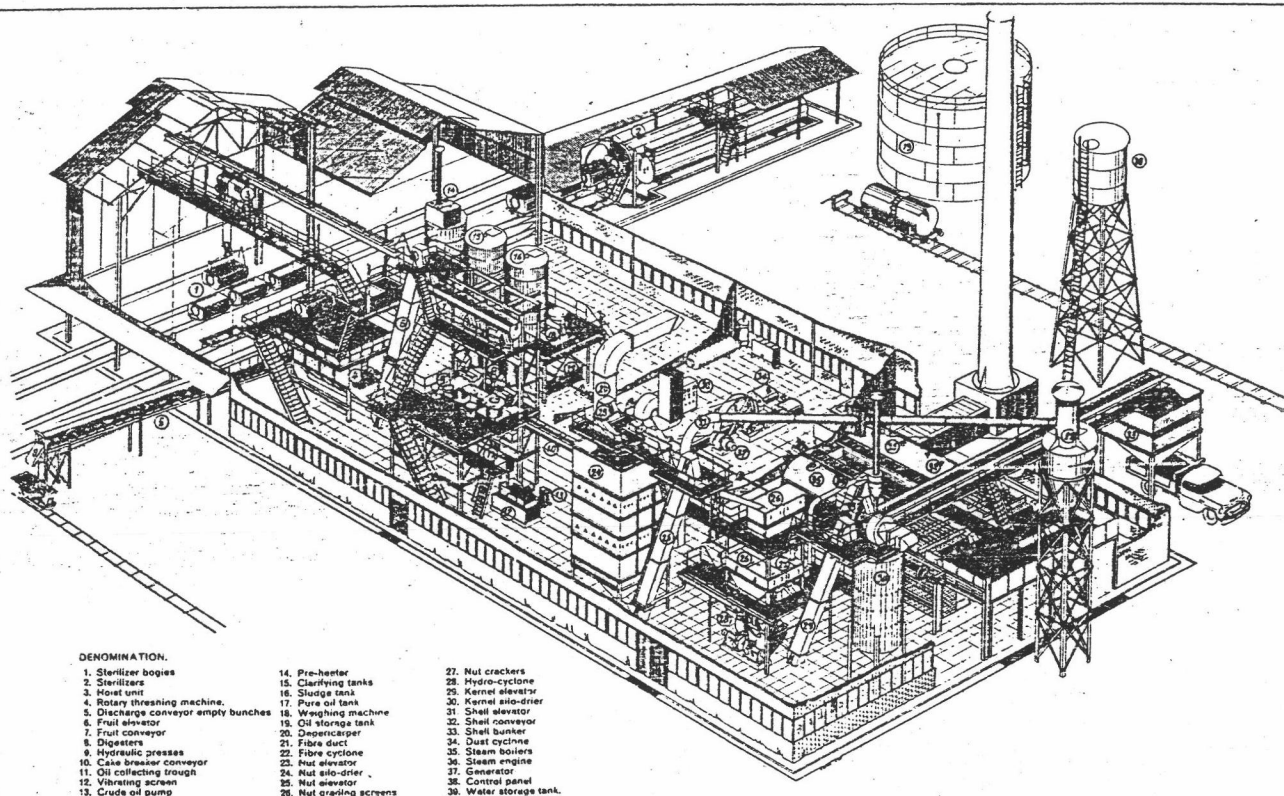 DENOMINATION.
1. Sterilizer bogies
2. Sterilizers
3. Hoist unit
4. Rotary threshing machine.
5. Discharge conveyor empty bunches
6. Fruit elevator
7. Fruit conveyor
8. Digesters
9. Hydraulic presses
10. Cake breaker conveyor
11. Oil collecting trough
12. Vibrating screen
13. Crude oil pump
14. Pre-heater
15. Clarifying tanks
16. Sludge tank
17. Pure oil tank
18. Weighing machine
19. Oil storage tank
20. Depericarper
21. Fibre duct
22. Fibre cyclone
23. Nut elevator
24. Nut silo-drier
25. Nut elevator
26. Nut grading screens
27. Nut crackers
28. Hydro-cyclone
29. Kernel elevator
30. Kernel silo-drier
31. Shell elevator
32. Shell conveyor
33. Shell bunker
34. Dust cyclone
35. Steam boilers
36. Steam engine
37. Generator
38. Control panel
39. Water storage tank.